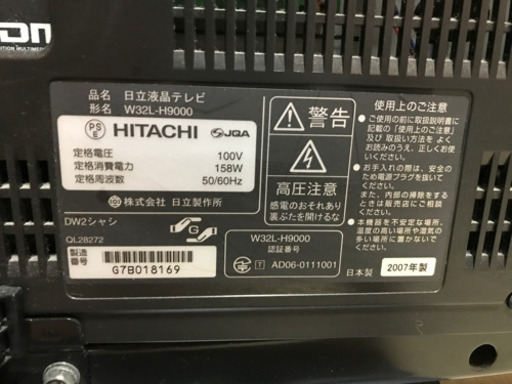 UTION MULTIMEDI
品名 日立液晶テレビ
形名 W32L-H9000
PS
E
HITACHI
JQA
定格電圧 100V
定格消費電力 158W
定格周波数 50/60Hz
株式会社 日立製作所
DW2シャシ
QL28272
G
製造
番号
G7B018169
警告
高圧注意
感電のおそれあり
裏ぶたを開けるな
W32L-H9000
認証番号
T AD06-0111001
使用上のご注意
●ご使用の前に取扱説明書に
記載の「使用上のご注意」
及び 取扱い方法 をよく
お読みのうえ、正しくお使い
ください。
●お手入れの際は、安全の
ため電源プラグを抜いて
ください。
また、内部の掃除をする
ときは販売店にご相談
ください。
●本機器を不安定な場所、
温度の高い場所や湿気の
多い場所に置かないで
ください。
日本製
2007年製